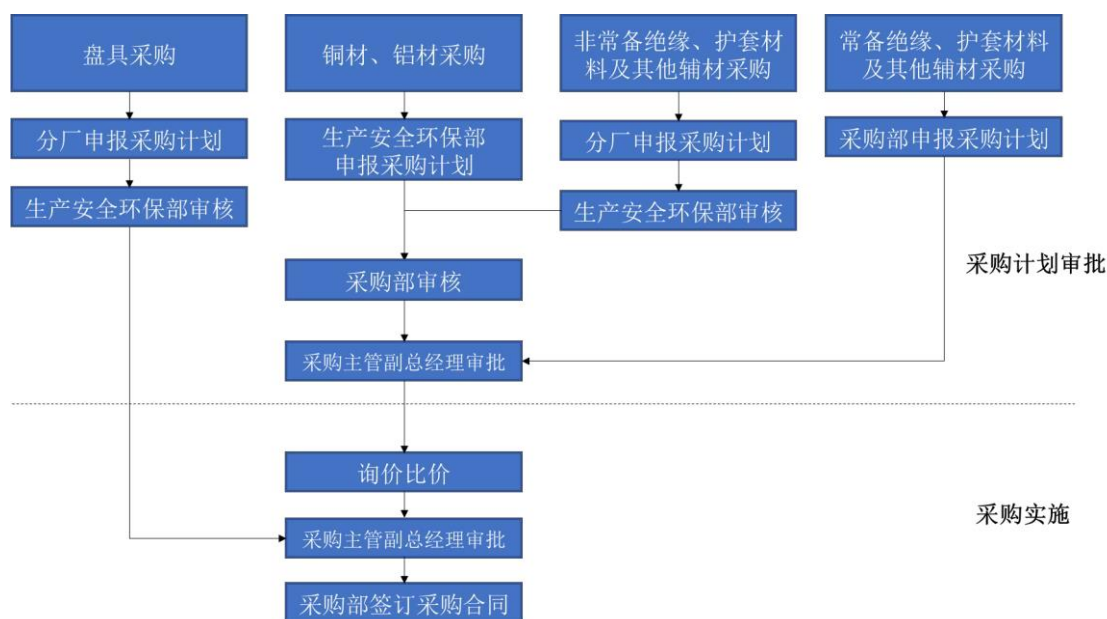 盘具采购
铜材、铝材采购
非常备绝缘、护套材
料及其他辅材采购
常备绝缘、护套材料
及其他辅材采购
分厂申报采购计划
生产安全环保部
申报采购计划
分厂申报采购计划
采购部申报采购计划
生产安全环保部审核
生产安全环保部审核
采购计划审批
采购部审核
采购主管副总经理审批
询价比价
采购实施
采购主管副总经理审批
采购部签订采购合同